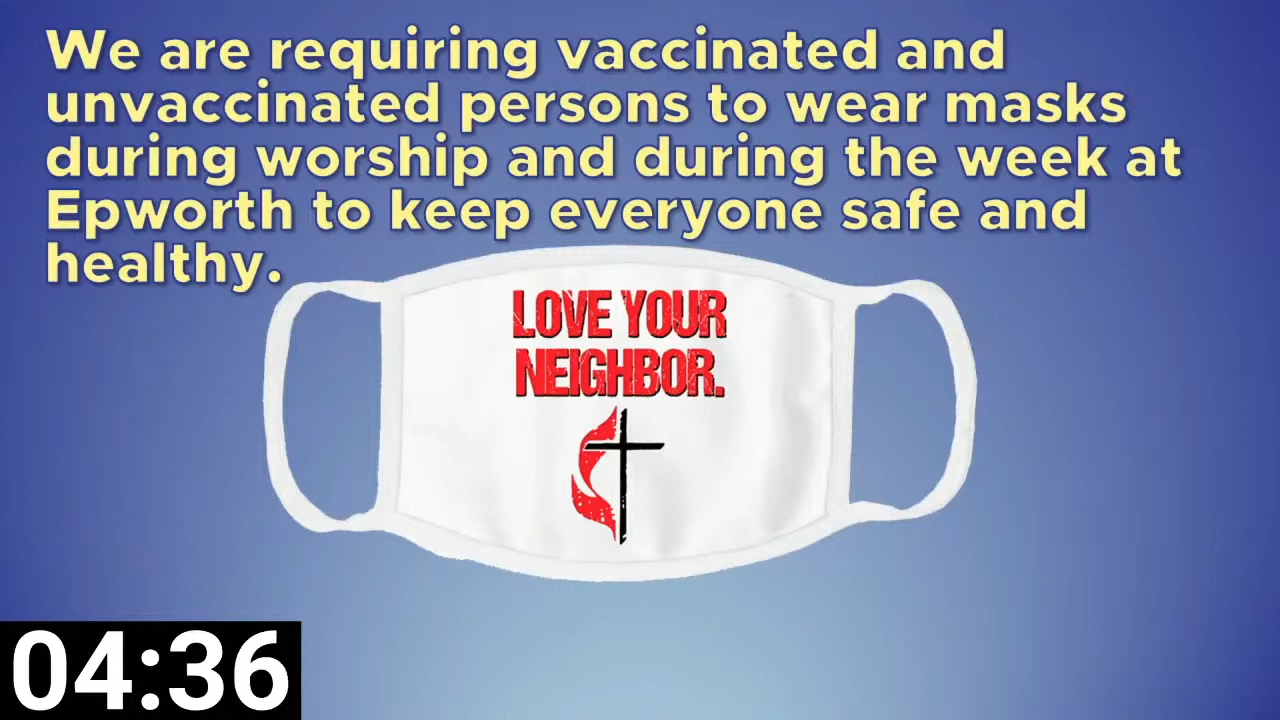 We are requiring vaccinated and
unvaccinated persons to wear masks
during worship and during the week at
Epworth to keep everyone safe and
healthy.
LOVE YOUR
NEIGHBOR.
04:36